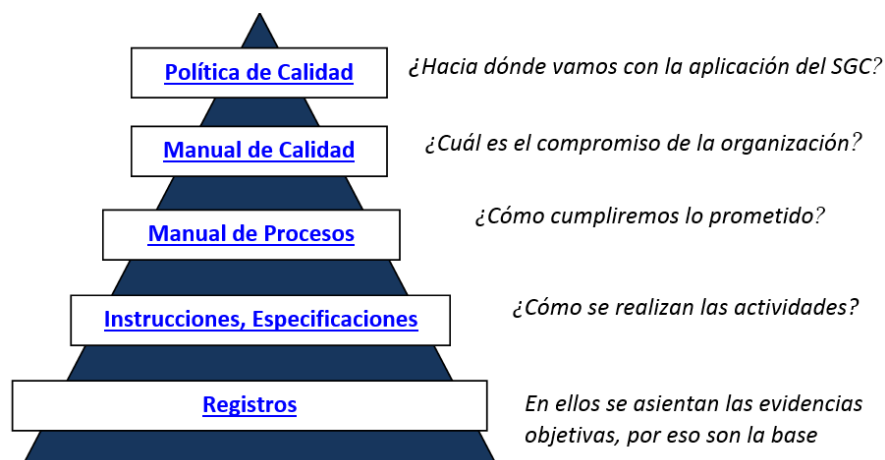 Política de Calidad
¿Hacia dónde vamos con la aplicación del SGC?
Manual de Calidad
¿Cuál es el compromiso de la organización?
Manual de Procesos
¿Cómo cumpliremos lo prometido?
Instrucciones, Especificaciones
¿Cómo se realizan las actividades?
Registros
En ellos se asientan las evidencias
objetivas, por eso son la base